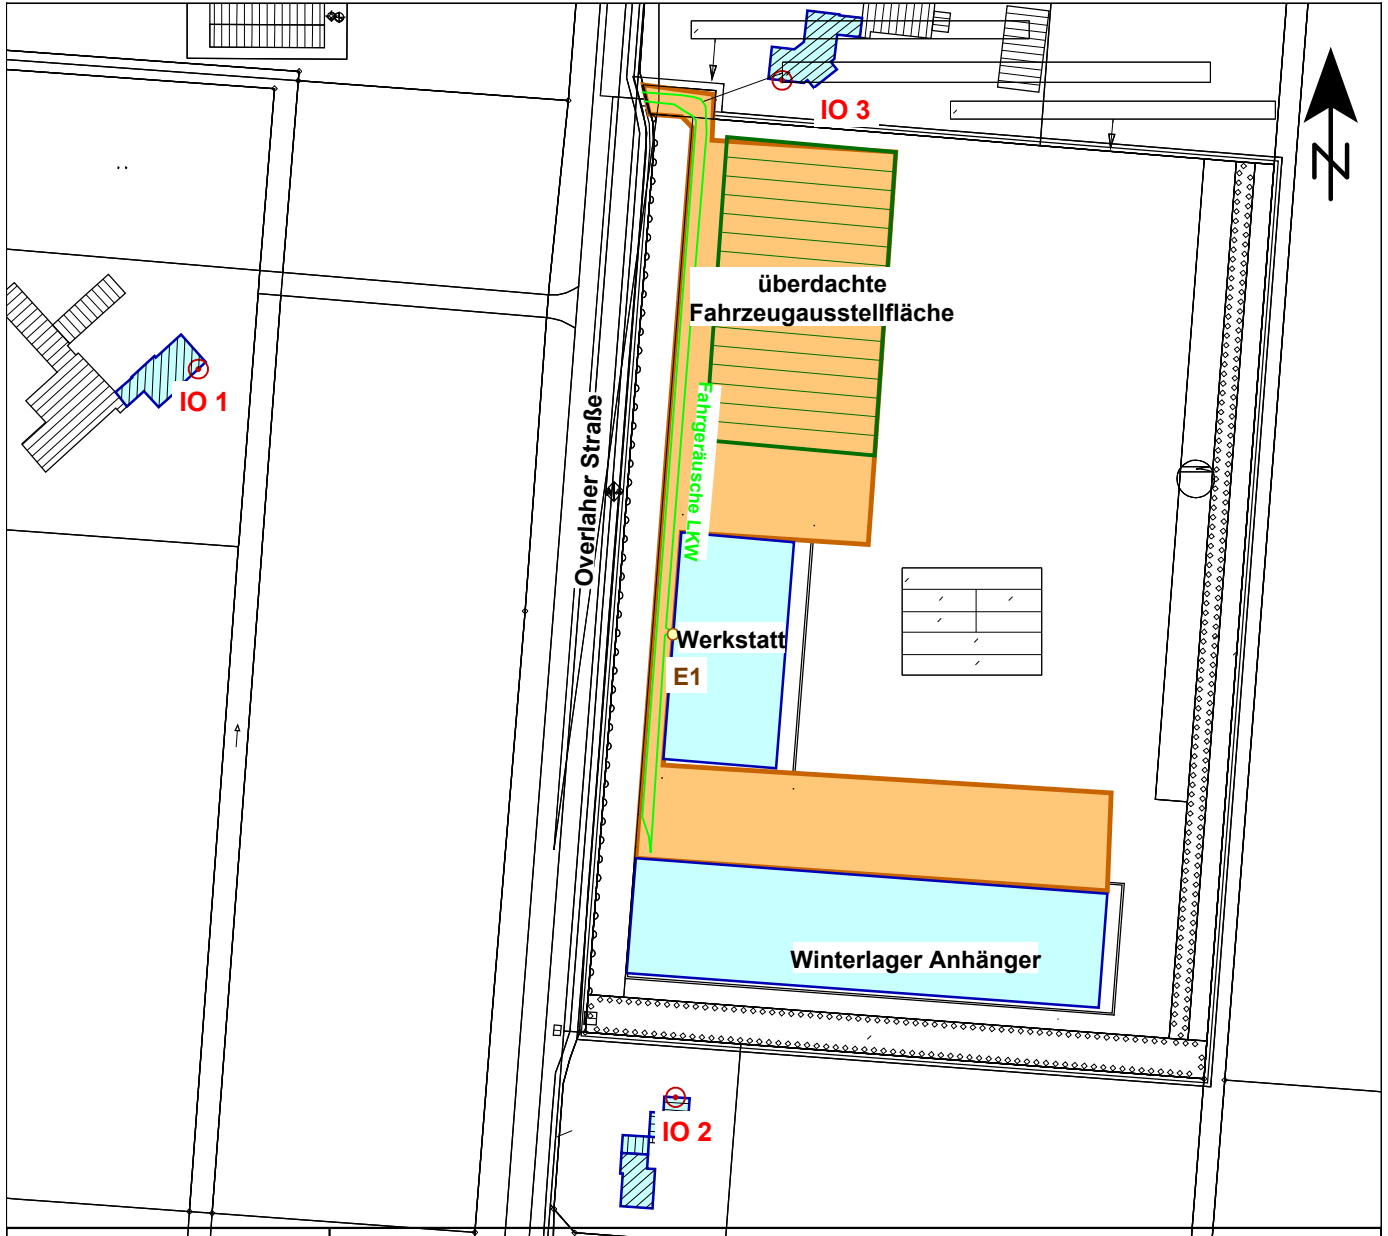 IO 3
N
überdachte
Fahrzeugausstellfläche
IO 1
Overlaher Straße
Fahrgeräusche LKW
Werkstatt
E1
Winterlager Anhänger
IO 2